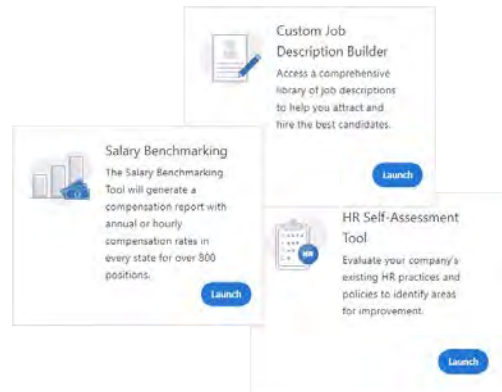 Custom Job
Description Builder
Access a comprehensive
library of job descriptions
to help you attract and
hire the best candidates.
Launch
Salary Benchmarking
The Salary Benchmarking
Tool will generate a
compensation report with
annual or hourly
compensation rates in
every state for over 800
positions.
Launch
HR Self-Assessment
Tool
HR
Evaluate your company's
existing HR practices and
policies to identify areas
for improvement.
Launch